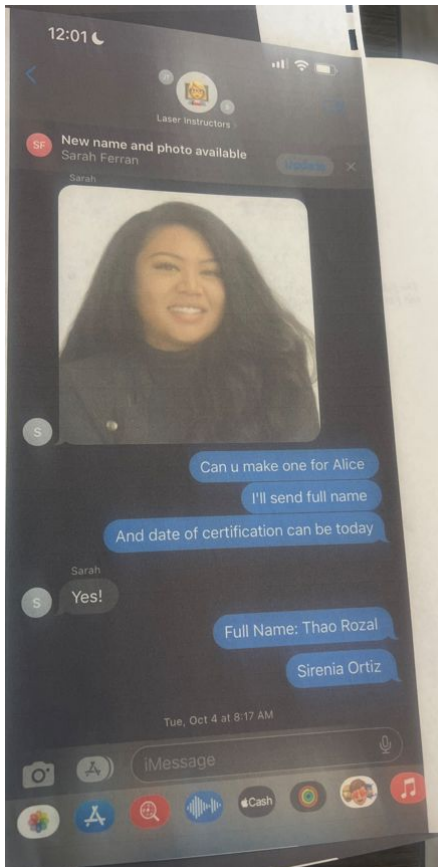 12:01
Laser Instructors
SF
New name and photo available
Sarah Ferran
Update
Sarah
S
Can u make one for Alice
I'll send full name
And date of certification can be today
Sarah
S
Yes!
Full Name: Thao Rozal
Sirenia Ortiz
Tue, Oct 4 at 8:17 AM
iMessage
Cash